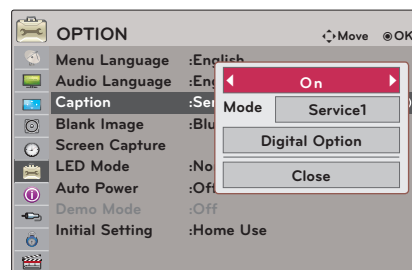 OPTION Move OK
Menu Language :English
Audio Language :Eng
Caption :Ser
Blank Image :Blu
Screen Capture
LED Mode :No
Auto Power :Off
Demo Mode :Off
Initial Setting :Home Use
On
Mode Service1
Digital Option
Close